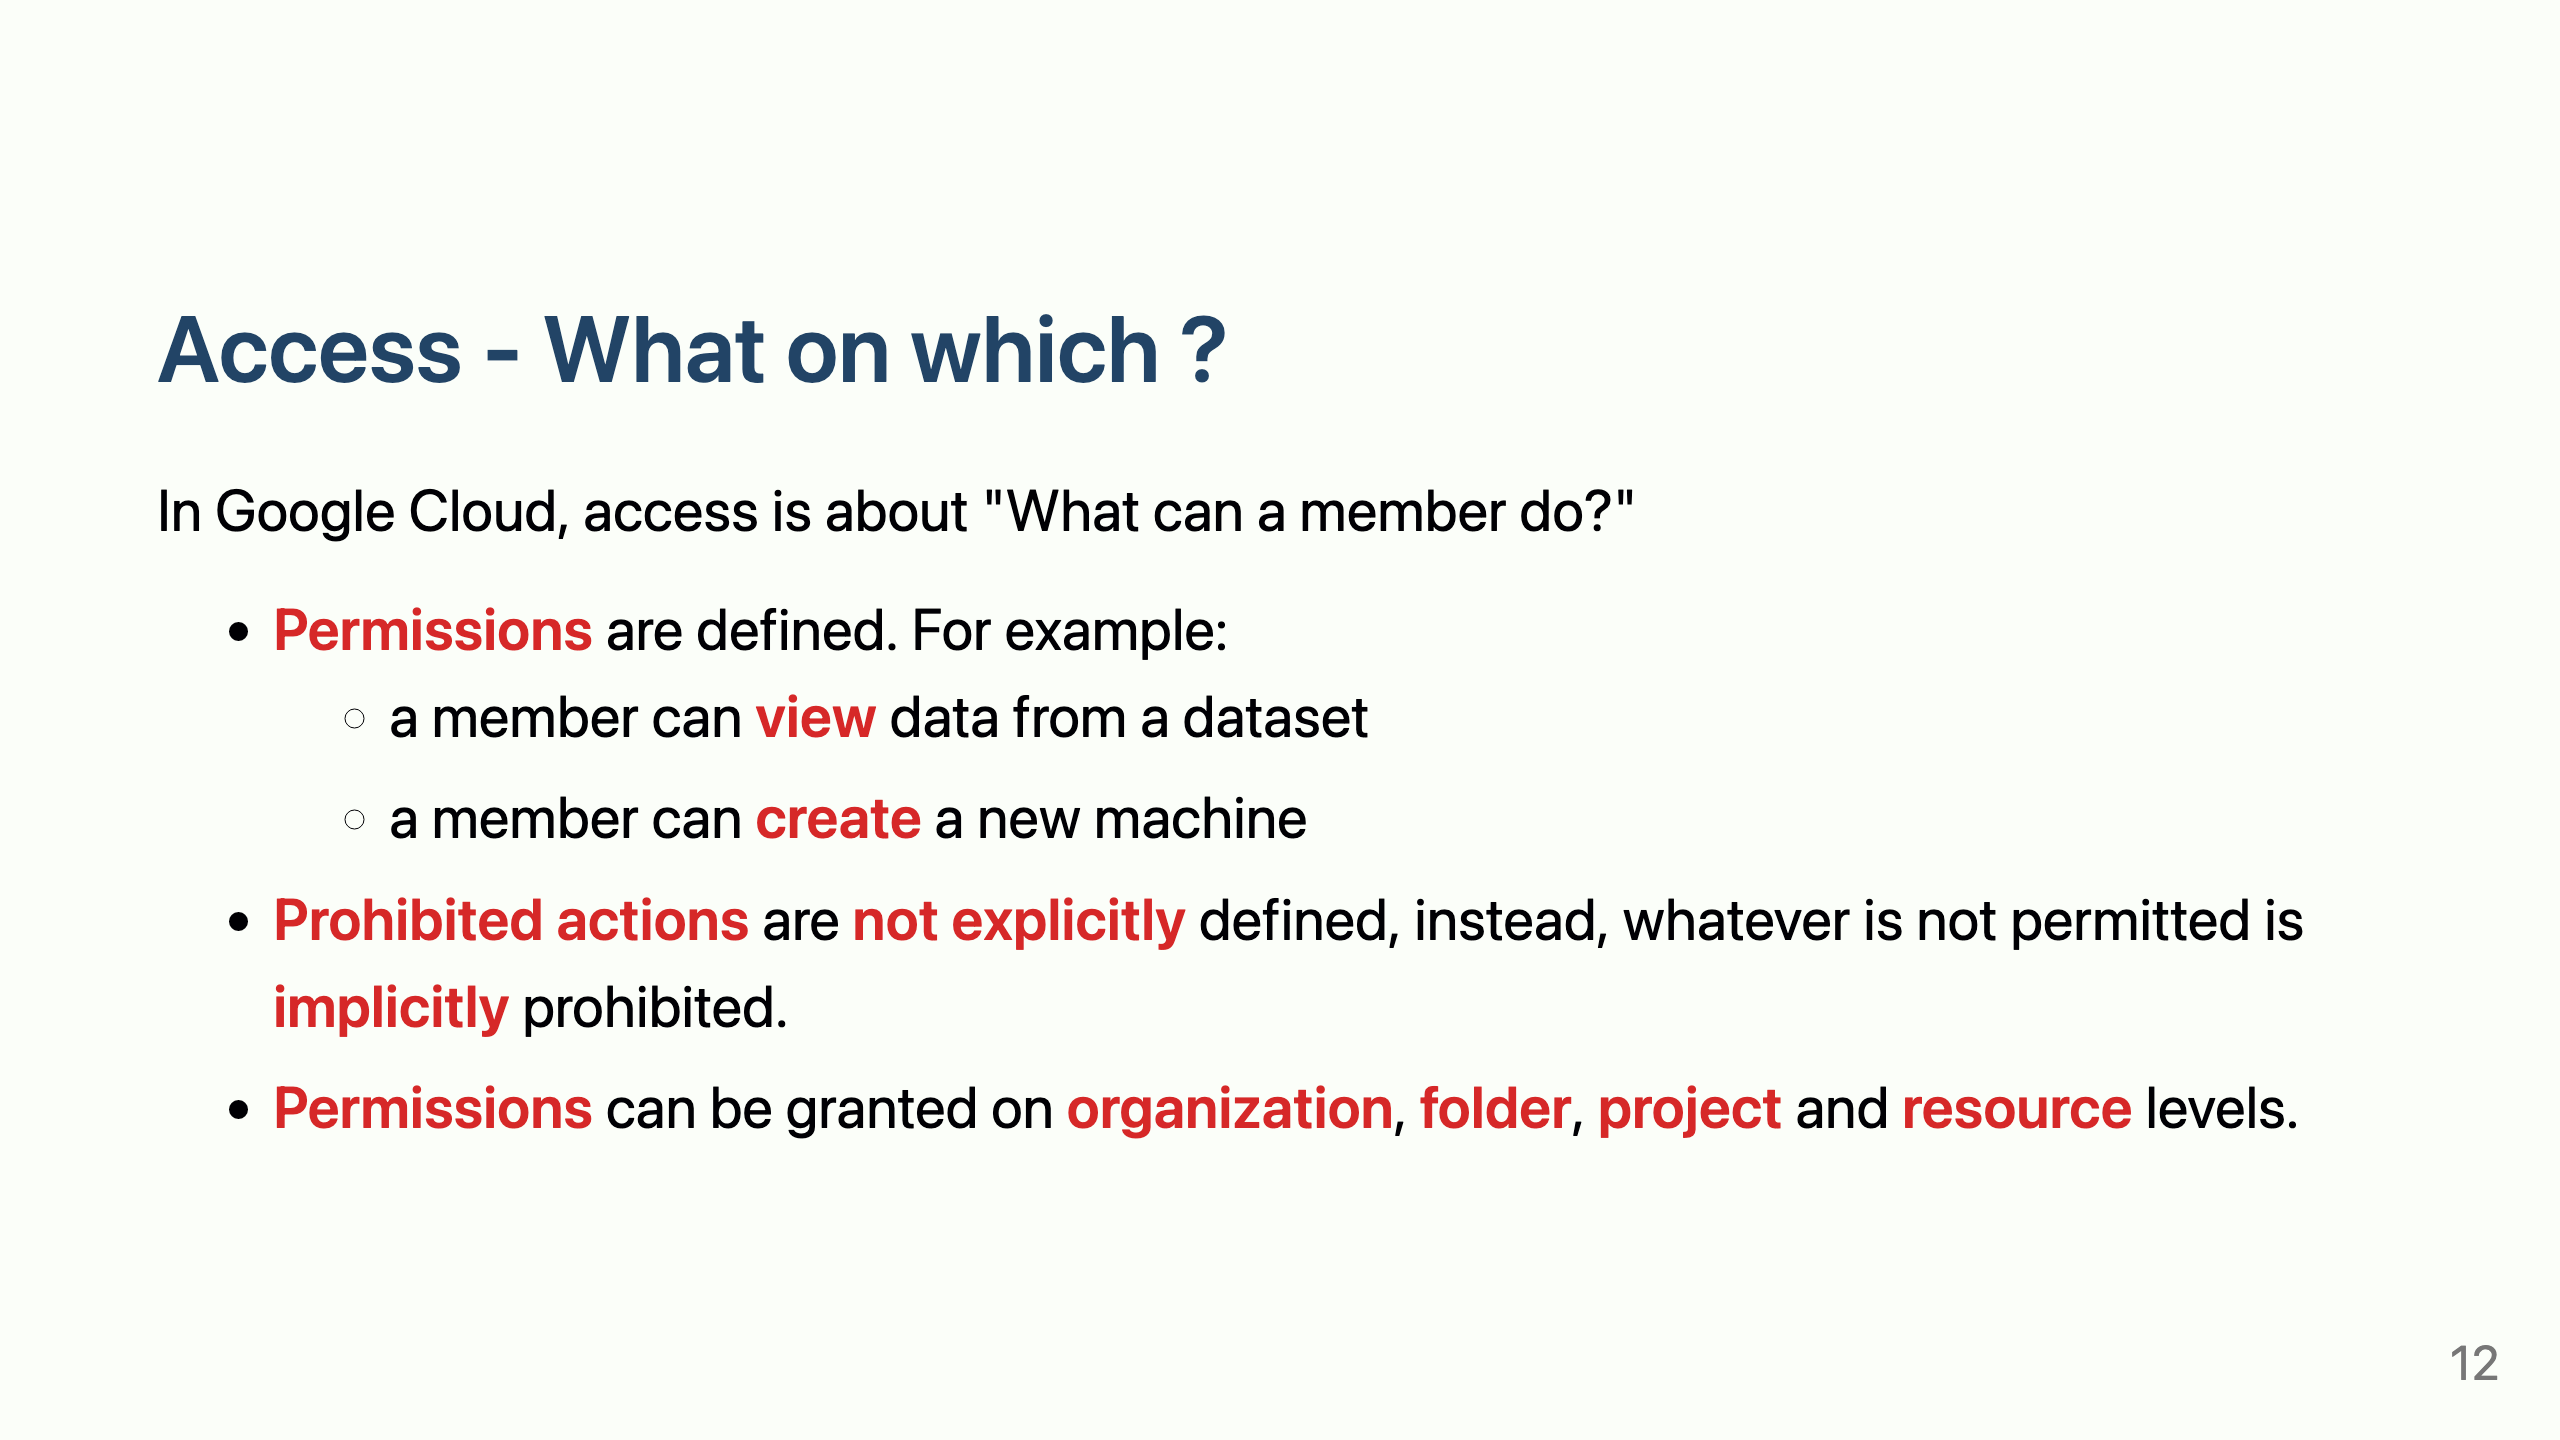 Access - What on which ?
In Google Cloud, access is about "What can a member do?"
• Permissions are defined. For example:
◦ a member can view data from a dataset
◦ a member can create a new machine
• Prohibited actions are not explicitly defined, instead, whatever is not permitted is
implicitly prohibited.
• Permissions can be granted on organization, folder, project and resource levels.
12